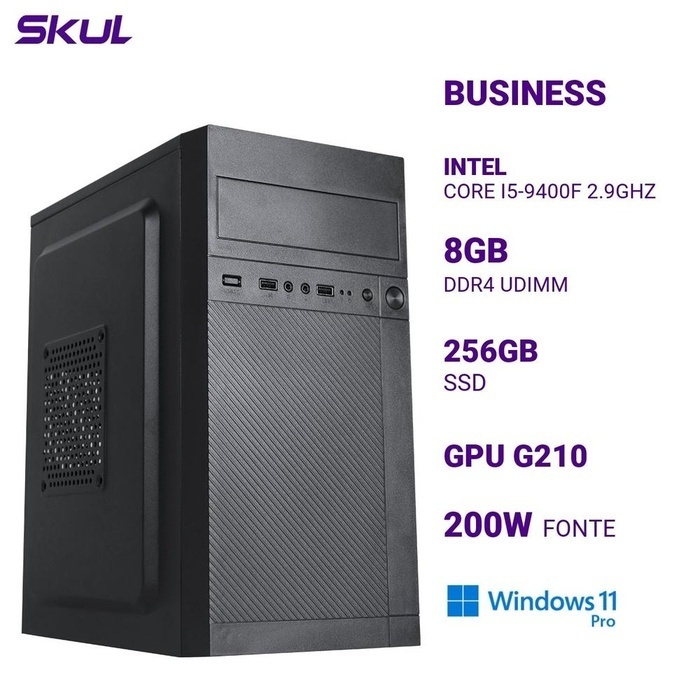 SKUL
BUSINESS
INTEL
CORE I5-9400F 2.9GHZ
8GB
DDR4 UDIMM
256GB
SSD
GPU G210
200W FONTE
Windows 11
Pro